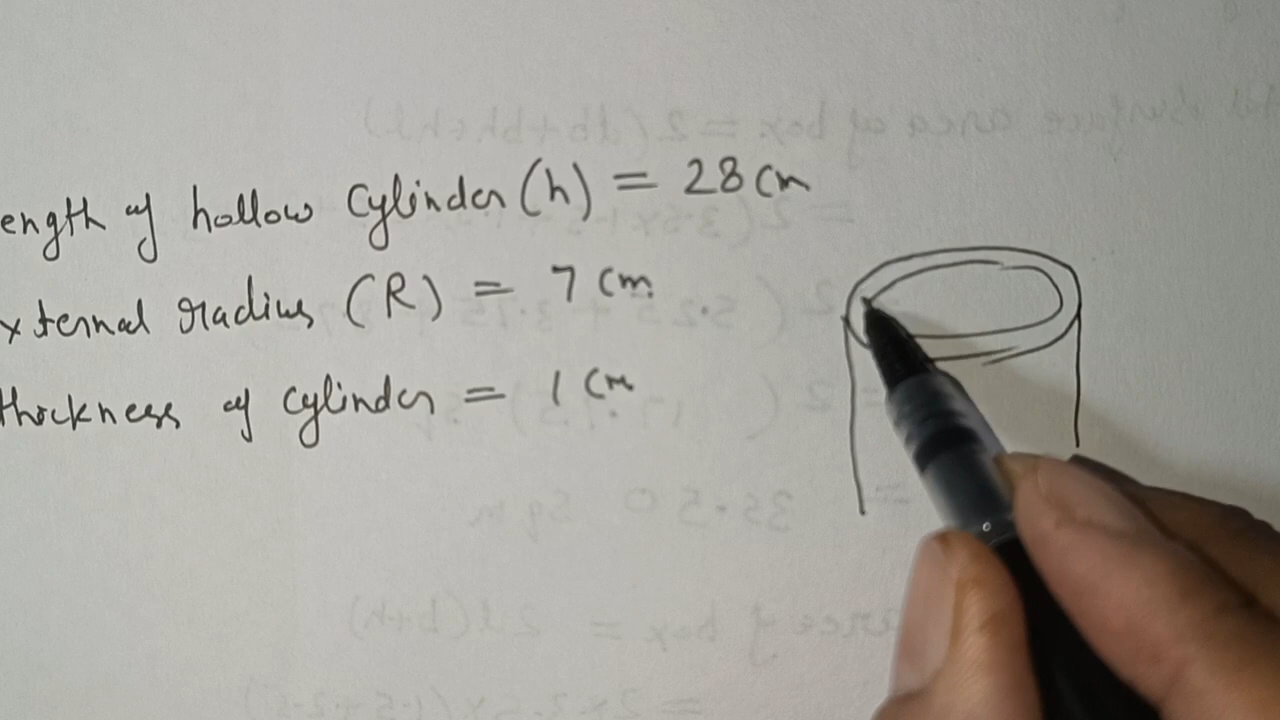 ength of hollow cylinder (h) = 28 cm
xternal radius (R) = 7 cm.
thickness of cylinder = 1 cm